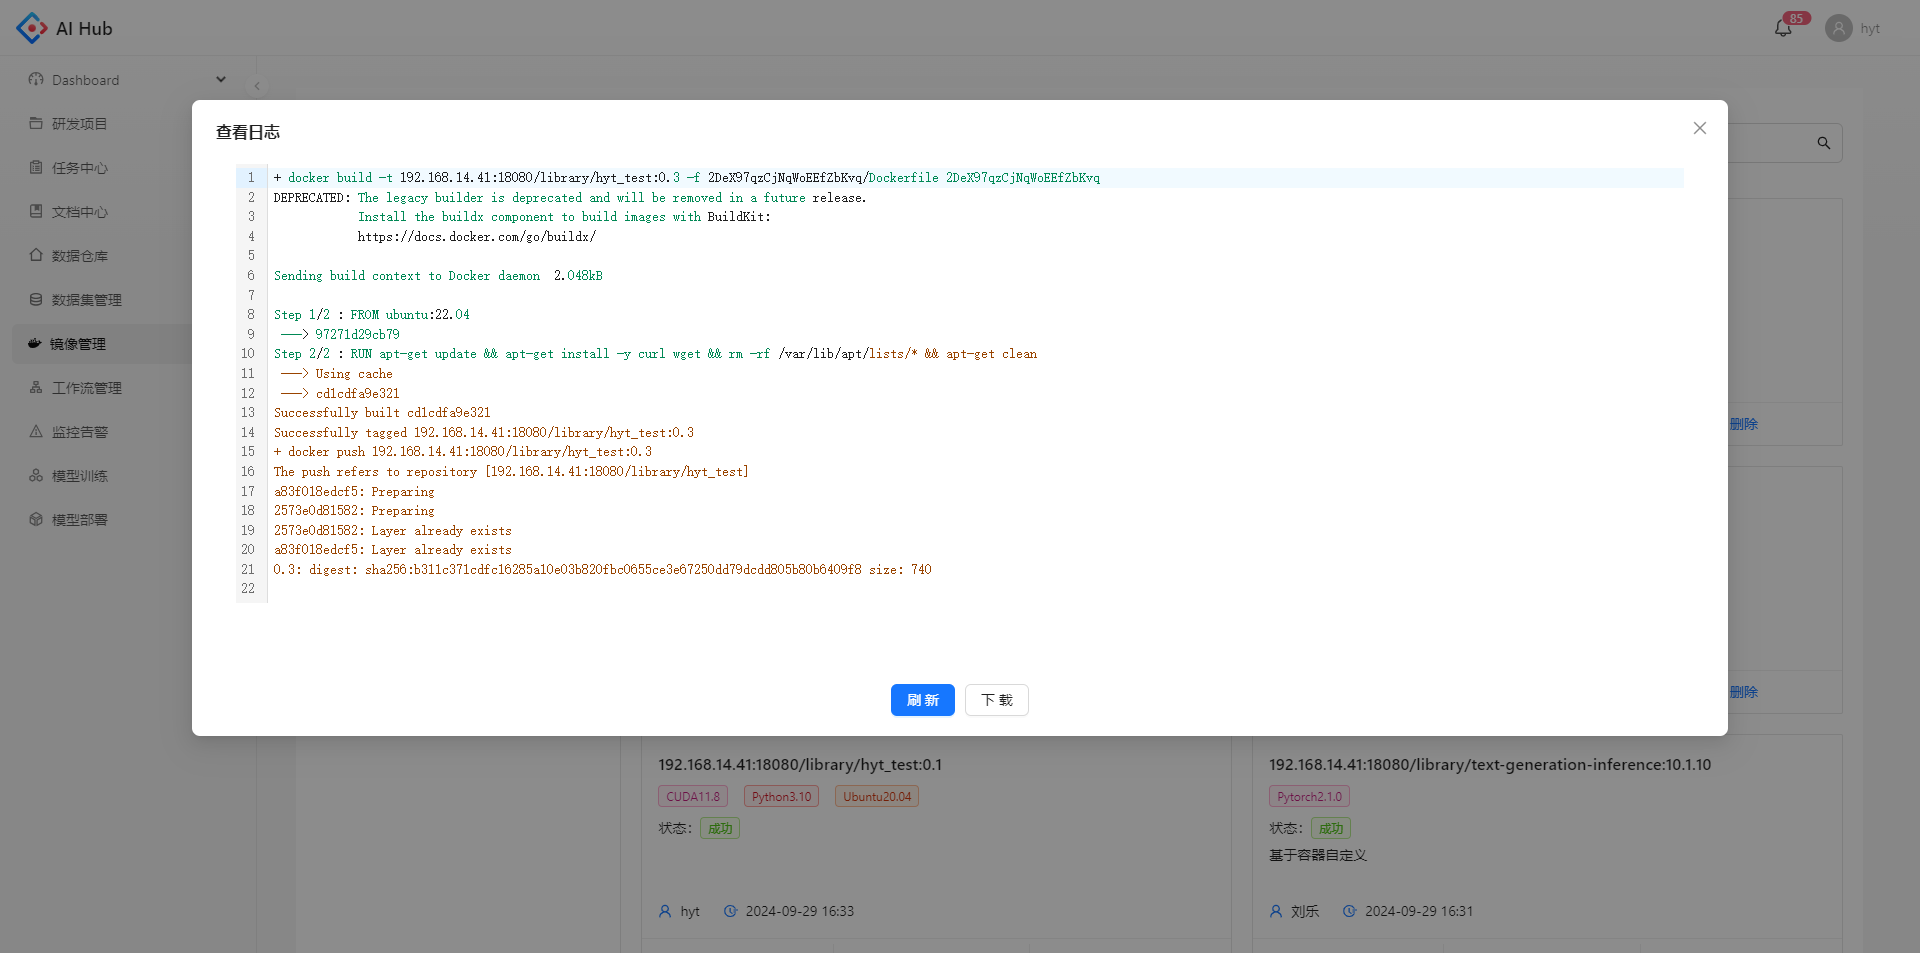 AI Hub
85
hyt
Dashboard
研发项目
任务中心
文档中心
数据仓库
数据集管理
镜像管理
工作流管理
监控告警
模型训练
模型部署
查看日志
1 + docker build -t 192.168.14.41:18080/library/hyt_test:0.3 -f 2DeX97qzCjNqWoEEfZbKvq/Dockerfile 2DeX97qzCjNqWoEEfZbKvq
2 DEPRECATED: The legacy builder is deprecated and will be removed in a future release.
3 Install the buildx component to build images with BuildKit:
4 https://docs.docker.com/go/buildx/
5
6 Sending build context to Docker daemon  2.048kB
7
8 Step 1/2 : FROM ubuntu:22.04
9 ---> 97271d29cb79
10 Step 2/2 : RUN apt-get update && apt-get install -y curl wget && rm -rf /var/lib/apt/lists/* && apt-get clean
11 ---> Using cache
12 ---> cd1cdfa9e321
13 Successfully built cd1cdfa9e321
14 Successfully tagged 192.168.14.41:18080/library/hyt_test:0.3
15 + docker push 192.168.14.41:18080/library/hyt_test:0.3
16 The push refers to repository [192.168.14.41:18080/library/hyt_test]
17 a83f018edcf5: Preparing
18 2573e0d81582: Preparing
19 2573e0d81582: Layer already exists
20 a83f018edcf5: Layer already exists
21 0.3: digest: sha256:b311c371cdfc16285a10e03b820fbc0655ce3e67250dd79dcdd805b80b6409f8 size: 740
22
刷 新
下 载
删除
删除
192.168.14.41:18080/library/hyt_test:0.1
CUDA11.8 Python3.10 Ubuntu20.04
状态: 成功
hyt 2024-09-29 16:33
192.168.14.41:18080/library/text-generation-inference:10.1.10
Pytorch2.1.0
状态: 成功
基于容器自定义
刘乐 2024-09-29 16:31